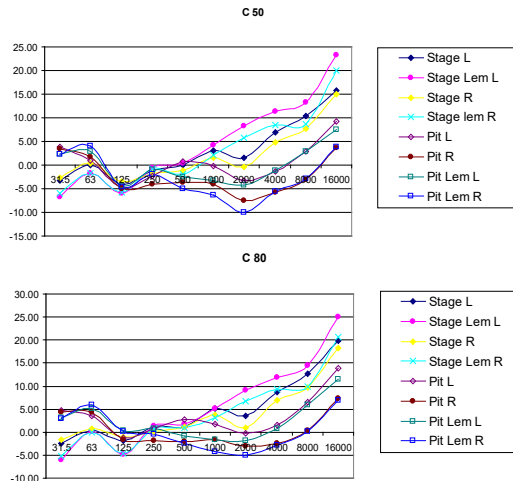 C 50
25.00
20.00
15.00
10.00
5.00
0.00
-5.00
-10.00
-15.00
31.5 63 125 250 500 1000 2000 4000 8000 16000
Stage L
Stage Lem L
Stage R
Stage lem R
Pit L
Pit R
Pit Lem L
Pit Lem R
C 80
30.00
25.00
20.00
15.00
10.00
5.00
0.00
-5.00
-10.00
31.5 63 125 250 500 1000 2000 4000 8000 16000
Stage L
Stage Lem L
Stage R
Stage Lem R
Pit L
Pit R
Pit Lem L
Pit Lem R